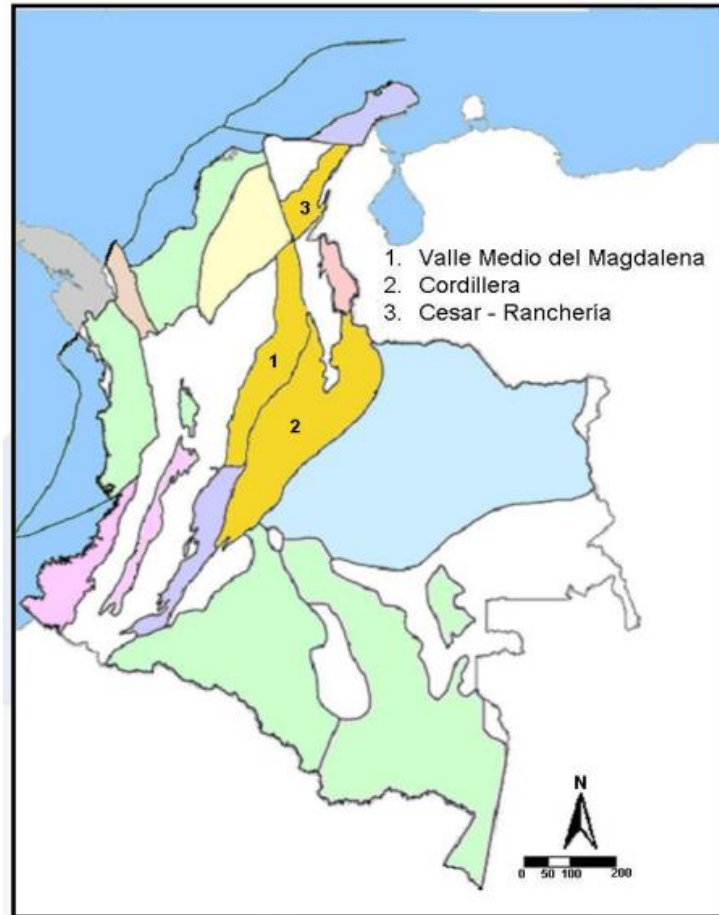 3
1. Valle Medio del Magdalena
2. Cordillera
3. Cesar - Ranchería
1
2
N
0 50 100 200